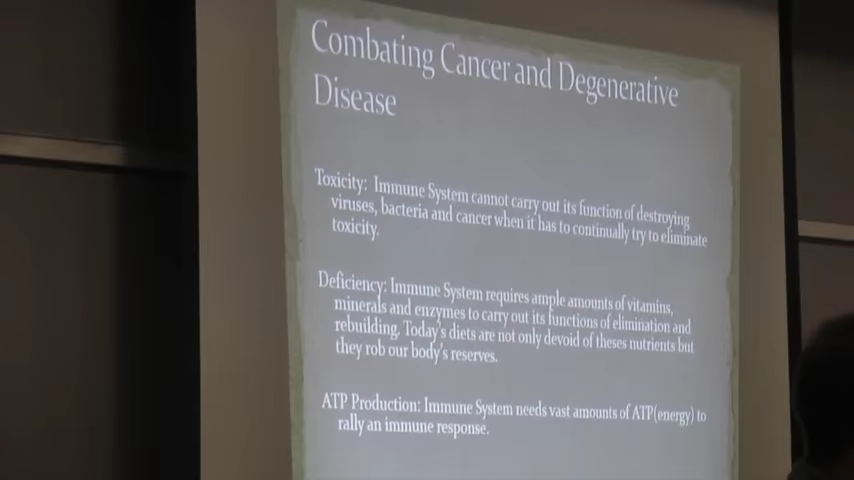 Combating Cancer and Degenerative
Disease
Toxicity: Immune System cannot carry out its function of destroying
viruses, bacteria and cancer when it has to continually try to eliminate
toxicity.
Deficiency: Immune System requires ample amounts of vitamins,
minerals and enzymes to carry out its functions of elimination and
rebuilding. Today's diets are not only devoid of theses nutrients but
they rob our body's reserves.
ATP Production: Immune System needs vast amounts of ATP(energy) to
rally an immune response.